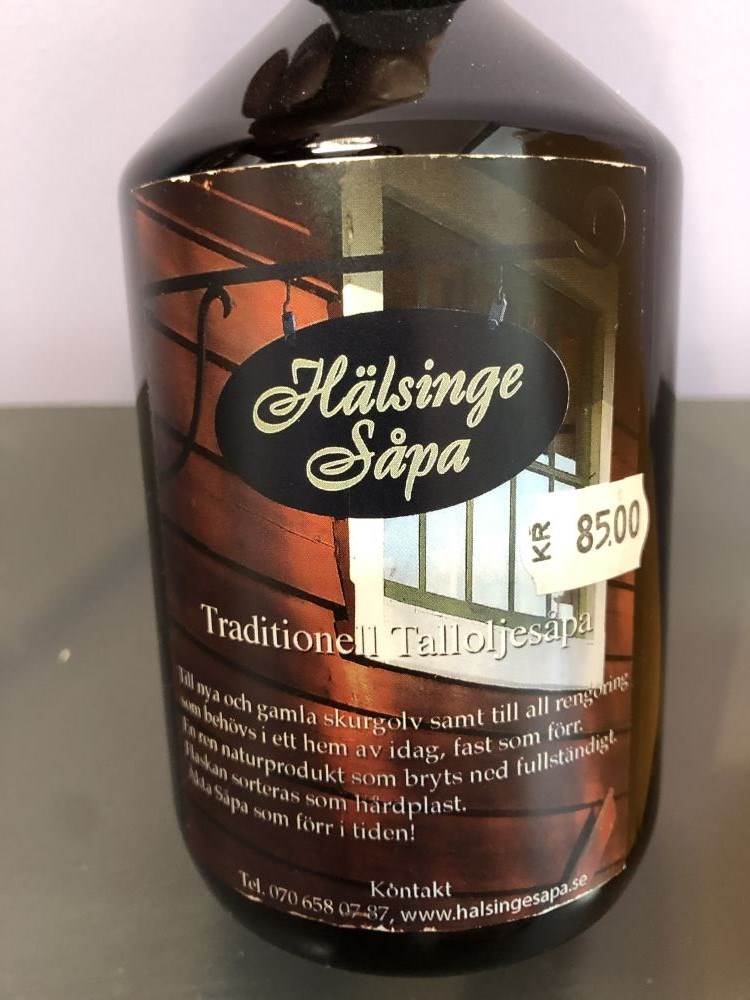 Hälsinge
Såpa
KR 85.00
Traditionell Talloljesåpa
Till nya och gamla skurgolv samt till all rengöring
som behövs i ett hem av idag, fast som förr.
En ren naturprodukt som bryts ned fullständigt.
Flaskan sorteras som hårdplast.
Äkta Såpa som förr i tiden!
Kontakt
Tel. 070 658 07 87, www.halsingesapa.se